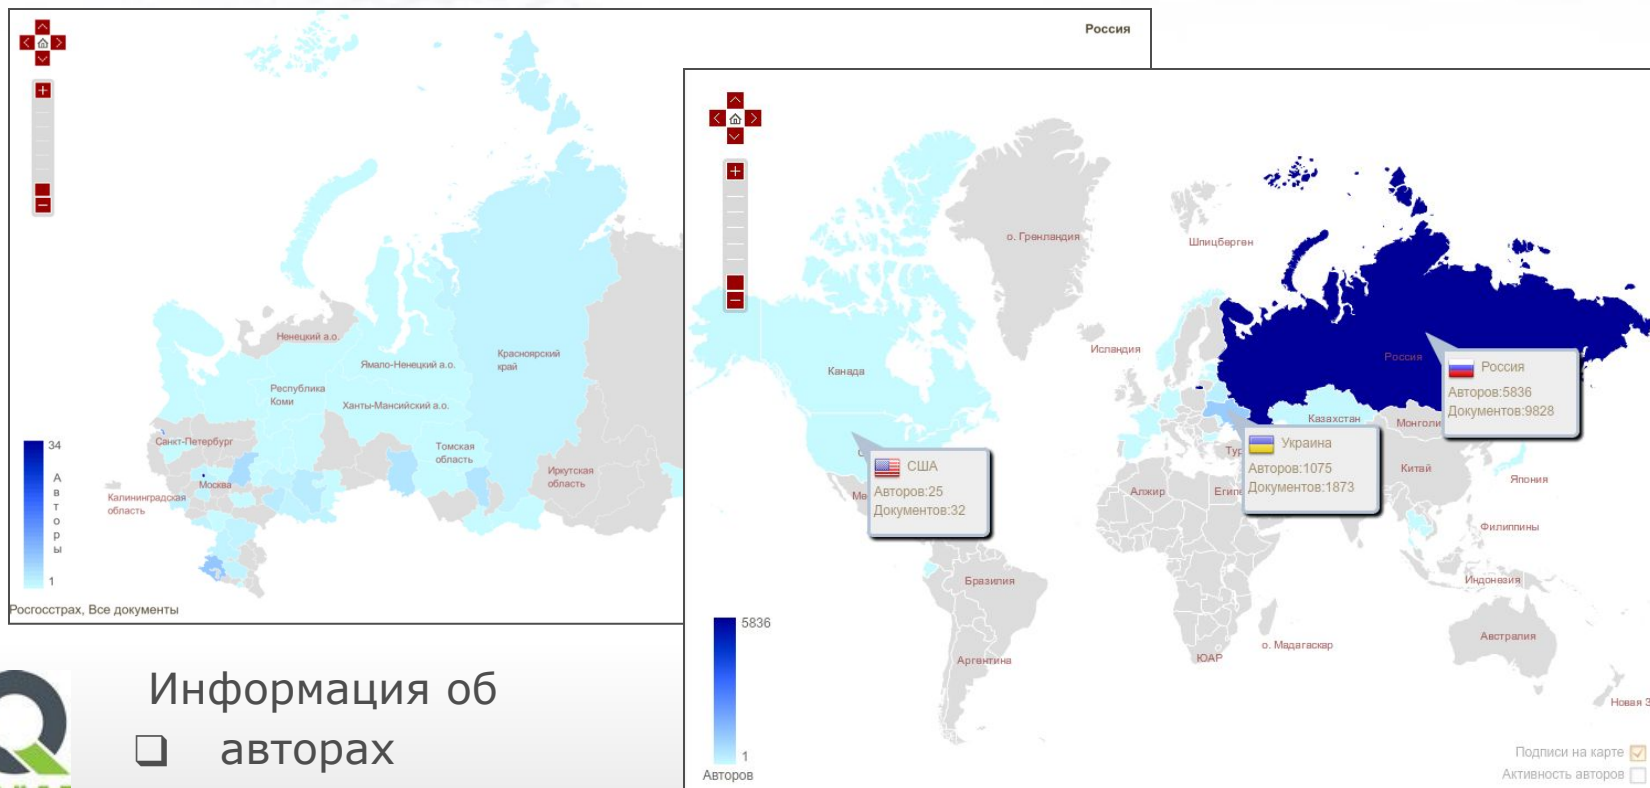 Россия
Ненецкий а.о.
Ямало-Ненецкий а.о.
Красноярский
край
Республика
Коми
Ханты-Мансийский а.о.
Санкт-Петербург
Томская
область
Москва
Иркутская
область
Калининградская
область
34
Авторы
1
Росгосстрах, Все документы
о. Гренландия
Шпицберген
Исландия
Канада
Россия
Россия
Авторов:5836
Документов:9828
Казахстан
Украина
Авторов:1075
Документов:1873
США
Авторов:25
Документов:32
Китай
Япония
Алжир
Филиппины
Индонезия
Бразилия
Австралия
о. Мадагаскар
ЮАР
Аргентина
Новая
5836
1
Авторов
Подписи на карте
Активность авторов
Информация об
авторах